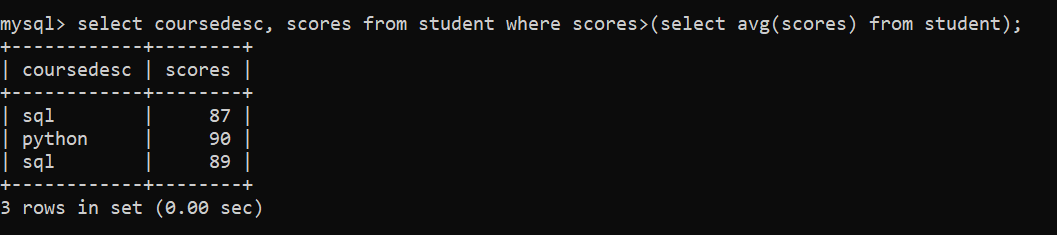 mysql> select coursedesc, scores from student where scores>(select avg(scores) from student);
+------------+--------+
| coursedesc | scores |
+------------+--------+
| sql        |     87 |
| python     |     90 |
| sql        |     89 |
+------------+--------+
3 rows in set (0.00 sec)